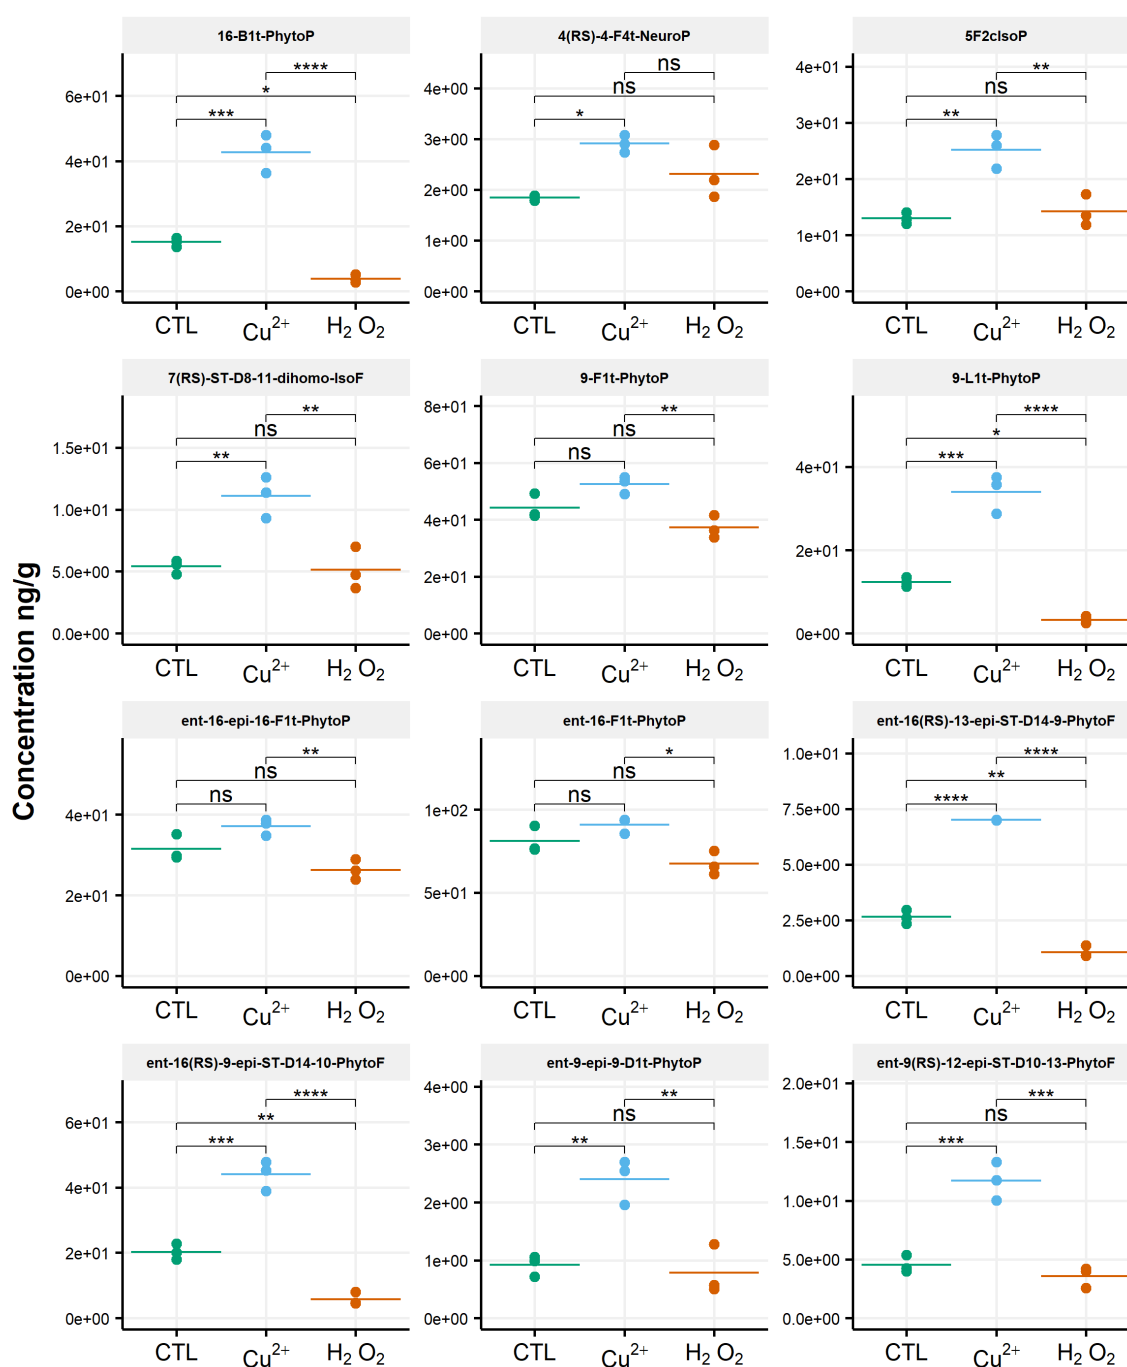 Concentration ng/g
16-B1t-PhytoP
****
*
***
6e+01
4e+01
2e+01
0e+00
CTL
Cu²⁺
H₂ O₂
4(RS)-4-F4t-NeuroP
ns
ns
*
4e+00
3e+00
2e+00
1e+00
0e+00
CTL
Cu²⁺
H₂ O₂
5F2cIsoP
**
ns
**
4e+01
3e+01
2e+01
1e+01
0e+00
CTL
Cu²⁺
H₂ O₂
7(RS)-ST-D8-11-dihomo-IsoF
**
ns
**
1.5e+01
1.0e+01
5.0e+00
0.0e+00
CTL
Cu²⁺
H₂ O₂
9-F1t-PhytoP
**
ns
ns
8e+01
6e+01
4e+01
2e+01
0e+00
CTL
Cu²⁺
H₂ O₂
9-L1t-PhytoP
****
*
***
4e+01
2e+01
0e+00
CTL
Cu²⁺
H₂ O₂
ent-16-epi-16-F1t-PhytoP
**
ns
ns
4e+01
2e+01
0e+00
CTL
Cu²⁺
H₂ O₂
ent-16-F1t-PhytoP
*
ns
ns
1e+02
5e+01
0e+00
CTL
Cu²⁺
H₂ O₂
ent-16(RS)-13-epi-ST-D14-9-PhytoF
****
**
****
1.0e+01
7.5e+00
5.0e+00
2.5e+00
0.0e+00
CTL
Cu²⁺
H₂ O₂
ent-16(RS)-9-epi-ST-D14-10-PhytoF
****
**
***
6e+01
4e+01
2e+01
0e+00
CTL
Cu²⁺
H₂ O₂
ent-9-epi-9-D1t-PhytoP
**
ns
**
4e+00
3e+00
2e+00
1e+00
0e+00
CTL
Cu²⁺
H₂ O₂
ent-9(RS)-12-epi-ST-D10-13-PhytoF
***
ns
***
2.0e+01
1.5e+01
1.0e+01
5.0e+00
0.0e+00
CTL
Cu²⁺
H₂ O₂